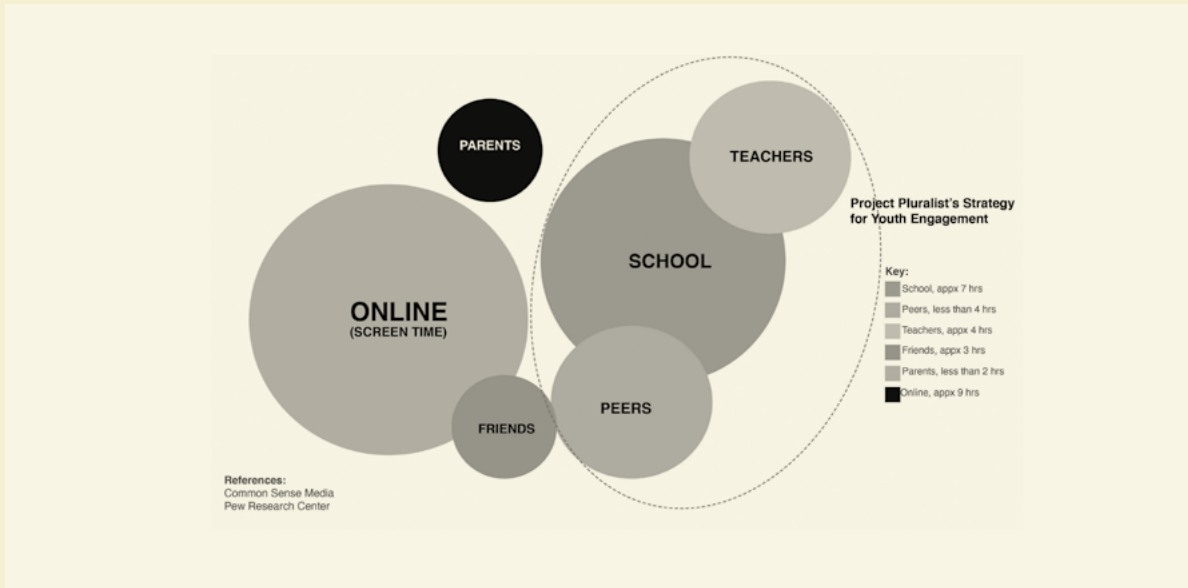 PARENTS
TEACHERS
Project Pluralist's Strategy
for Youth Engagement
SCHOOL
ONLINE
(SCREEN TIME)
PEERS
FRIENDS
Key:
School, appx 7 hrs
Peers, less than 4 hrs
Teachers, appx 4 hrs
Friends, appx 3 hrs
Parents, less than 2 hrs
Online, appx 9 hrs
References:
Common Sense Media
Pew Research Center